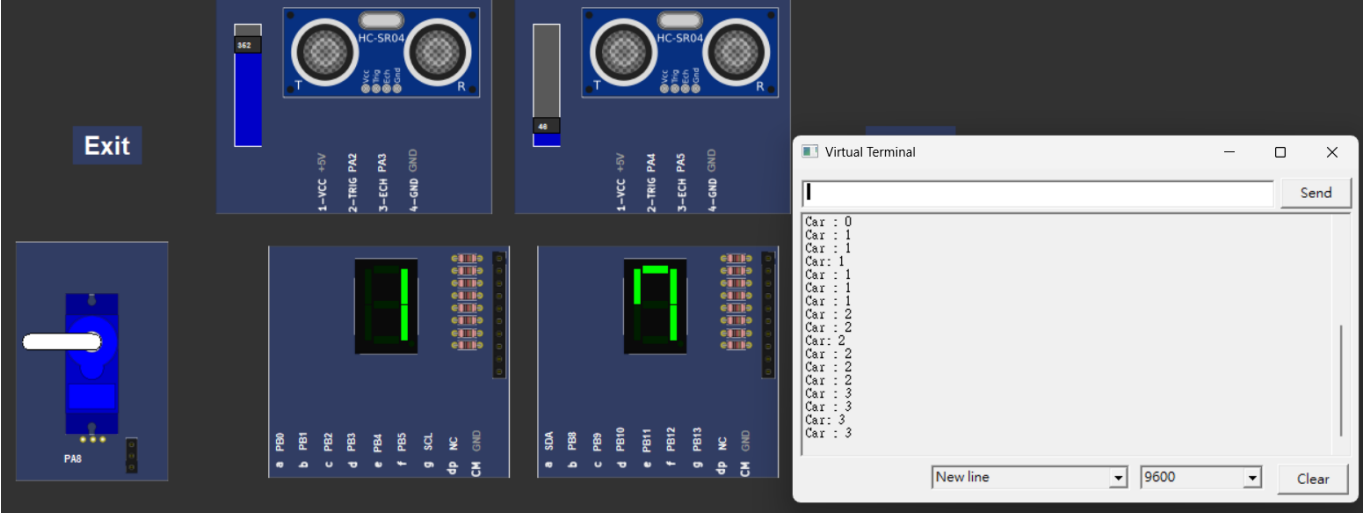 Exit
362
HC-SR04
Vcc
Trig
Ech
Gnd
T
R
1-VCC +5V
2-TRIG PA2
3-ECH PA3
4-GND GND
46
HC-SR04
Vcc
Trig
Ech
Gnd
T
R
1-VCC +5V
2-TRIG PA4
3-ECH PA5
4-GND GND
PA8
a PB0
b PB1
c PB2
d PB3
e PB4
f PB5
g SCL
dp NC
CM GND
a SDA
b PB8
c PB9
d PB10
e PB11
f PB12
g PB13
dp NC
CM GND
Virtual Terminal
Send
Car : 0
Car : 1
Car : 1
Car: 1
Car : 1
Car : 1
Car : 1
Car : 2
Car : 2
Car: 2
Car : 2
Car : 2
Car : 2
Car : 3
Car : 3
Car: 3
Car : 3
New line
9600
Clear